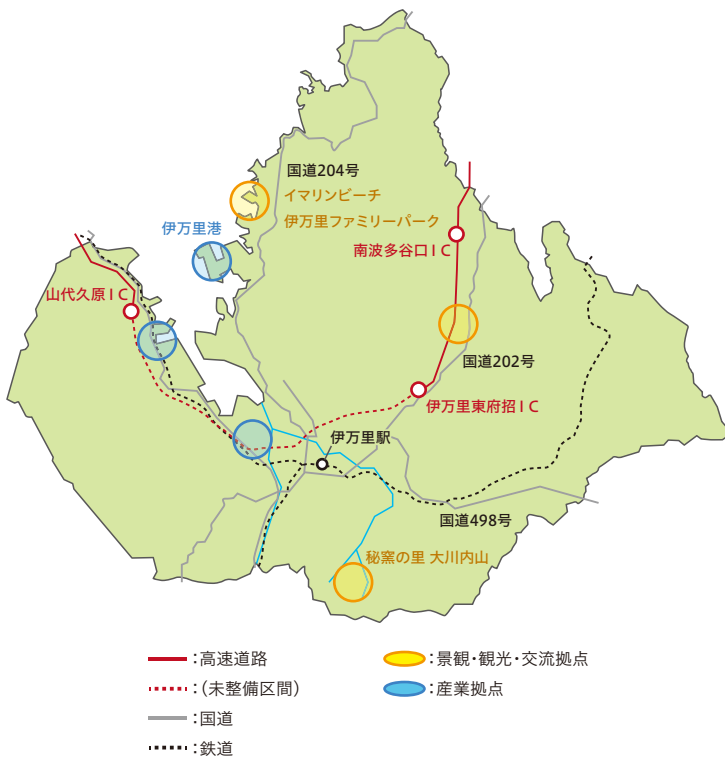 国道204号
イマリンビーチ
伊万里ファミリーパーク
伊万里港
南波多谷口IC
山代久原IC
国道202号
伊万里東府招IC
伊万里駅
国道498号
秘窯の里 大川内山
:高速道路
:(未整備区間)
:国道
:鉄道
:景観・観光・交流拠点
:産業拠点